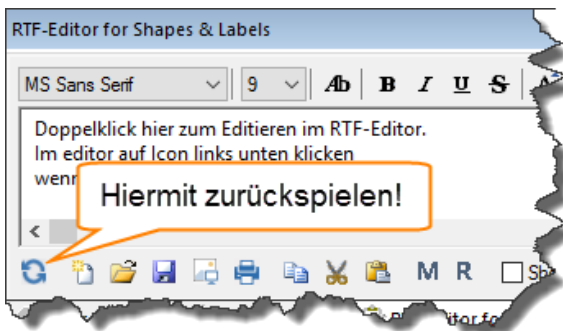 RTF-Editor for Shapes & Labels
MS Sans Serif 9 Ab B I U S
Doppelklick hier zum Editieren im RTF-Editor.
Im editor auf Icon links unten klicken
Hiermit zurückspielen!
M R